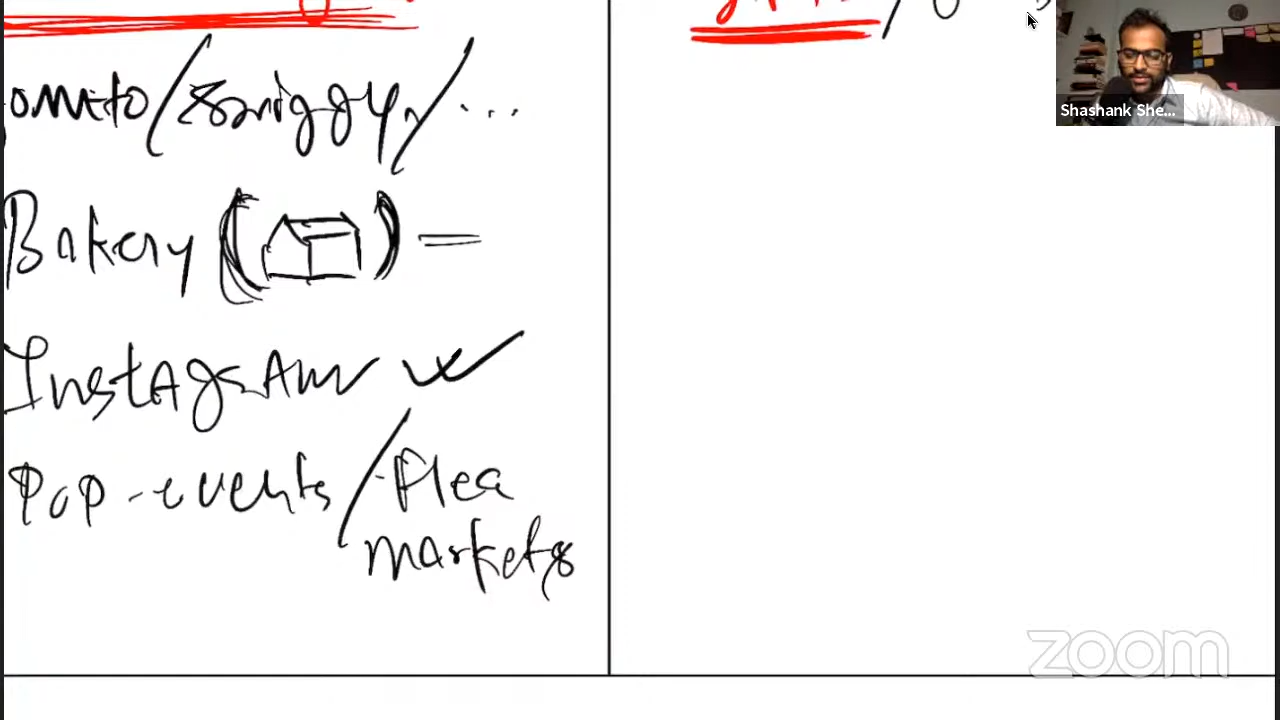 Shashank She...
omato/Swiggy/...
Bakery ( ) =
InstAgrAm ✓
Pop-events/flea
markets
zoom